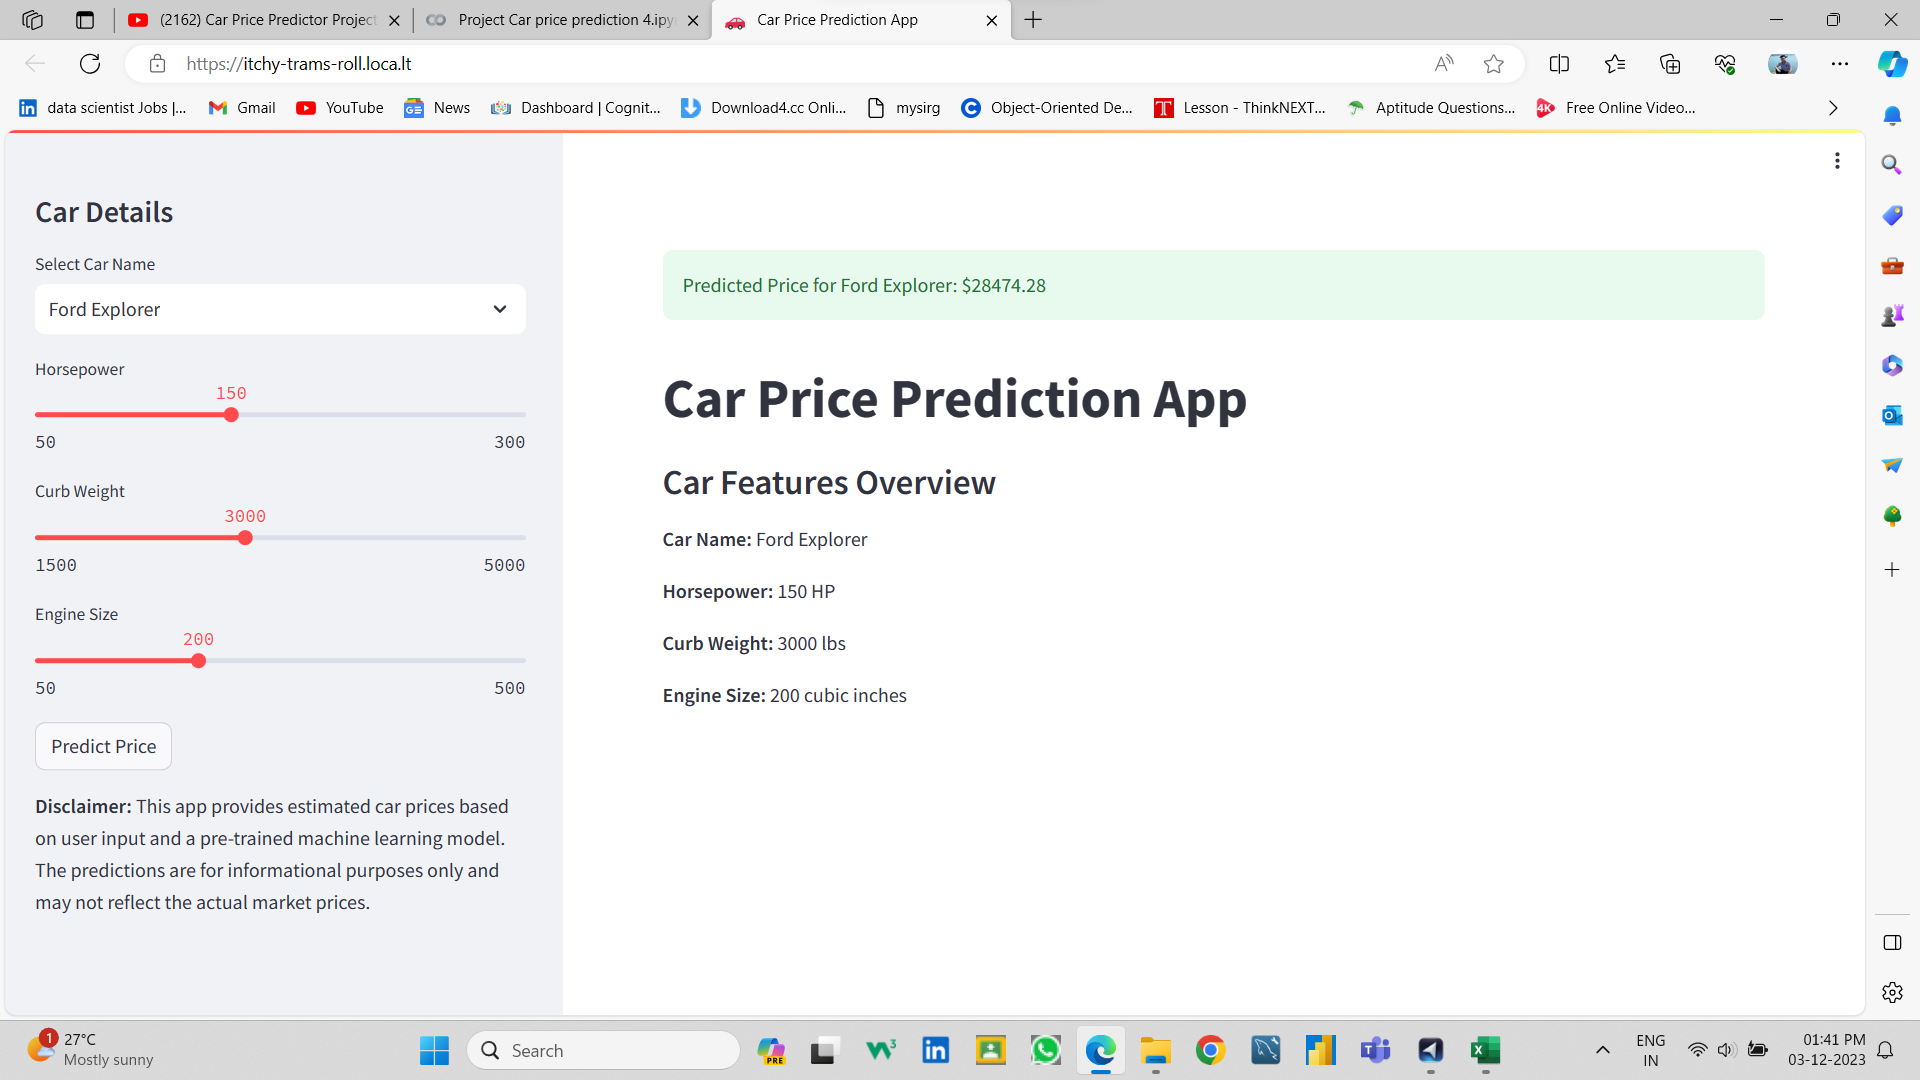 (2162) Car Price Predictor Project
Project Car price prediction 4.ipy
Car Price Prediction App
https://itchy-trams-roll.loca.lt
data scientist Jobs |...
Gmail
YouTube
News
Dashboard | Cognit...
Download4.cc Onli...
mysirg
Object-Oriented De...
Lesson - ThinkNEXT...
Aptitude Questions...
Free Online Video...
Car Details
Select Car Name
Ford Explorer
Horsepower
150
50 300
Curb Weight
3000
1500 5000
Engine Size
200
50 500
Predict Price
Disclaimer: This app provides estimated car prices based
on user input and a pre-trained machine learning model.
The predictions are for informational purposes only and
may not reflect the actual market prices.
Predicted Price for Ford Explorer: $28474.28
Car Price Prediction App
Car Features Overview
Car Name: Ford Explorer
Horsepower: 150 HP
Curb Weight: 3000 lbs
Engine Size: 200 cubic inches
1
27°C
Mostly sunny
Search
PRE
ENG
IN
01:41 PM
03-12-2023